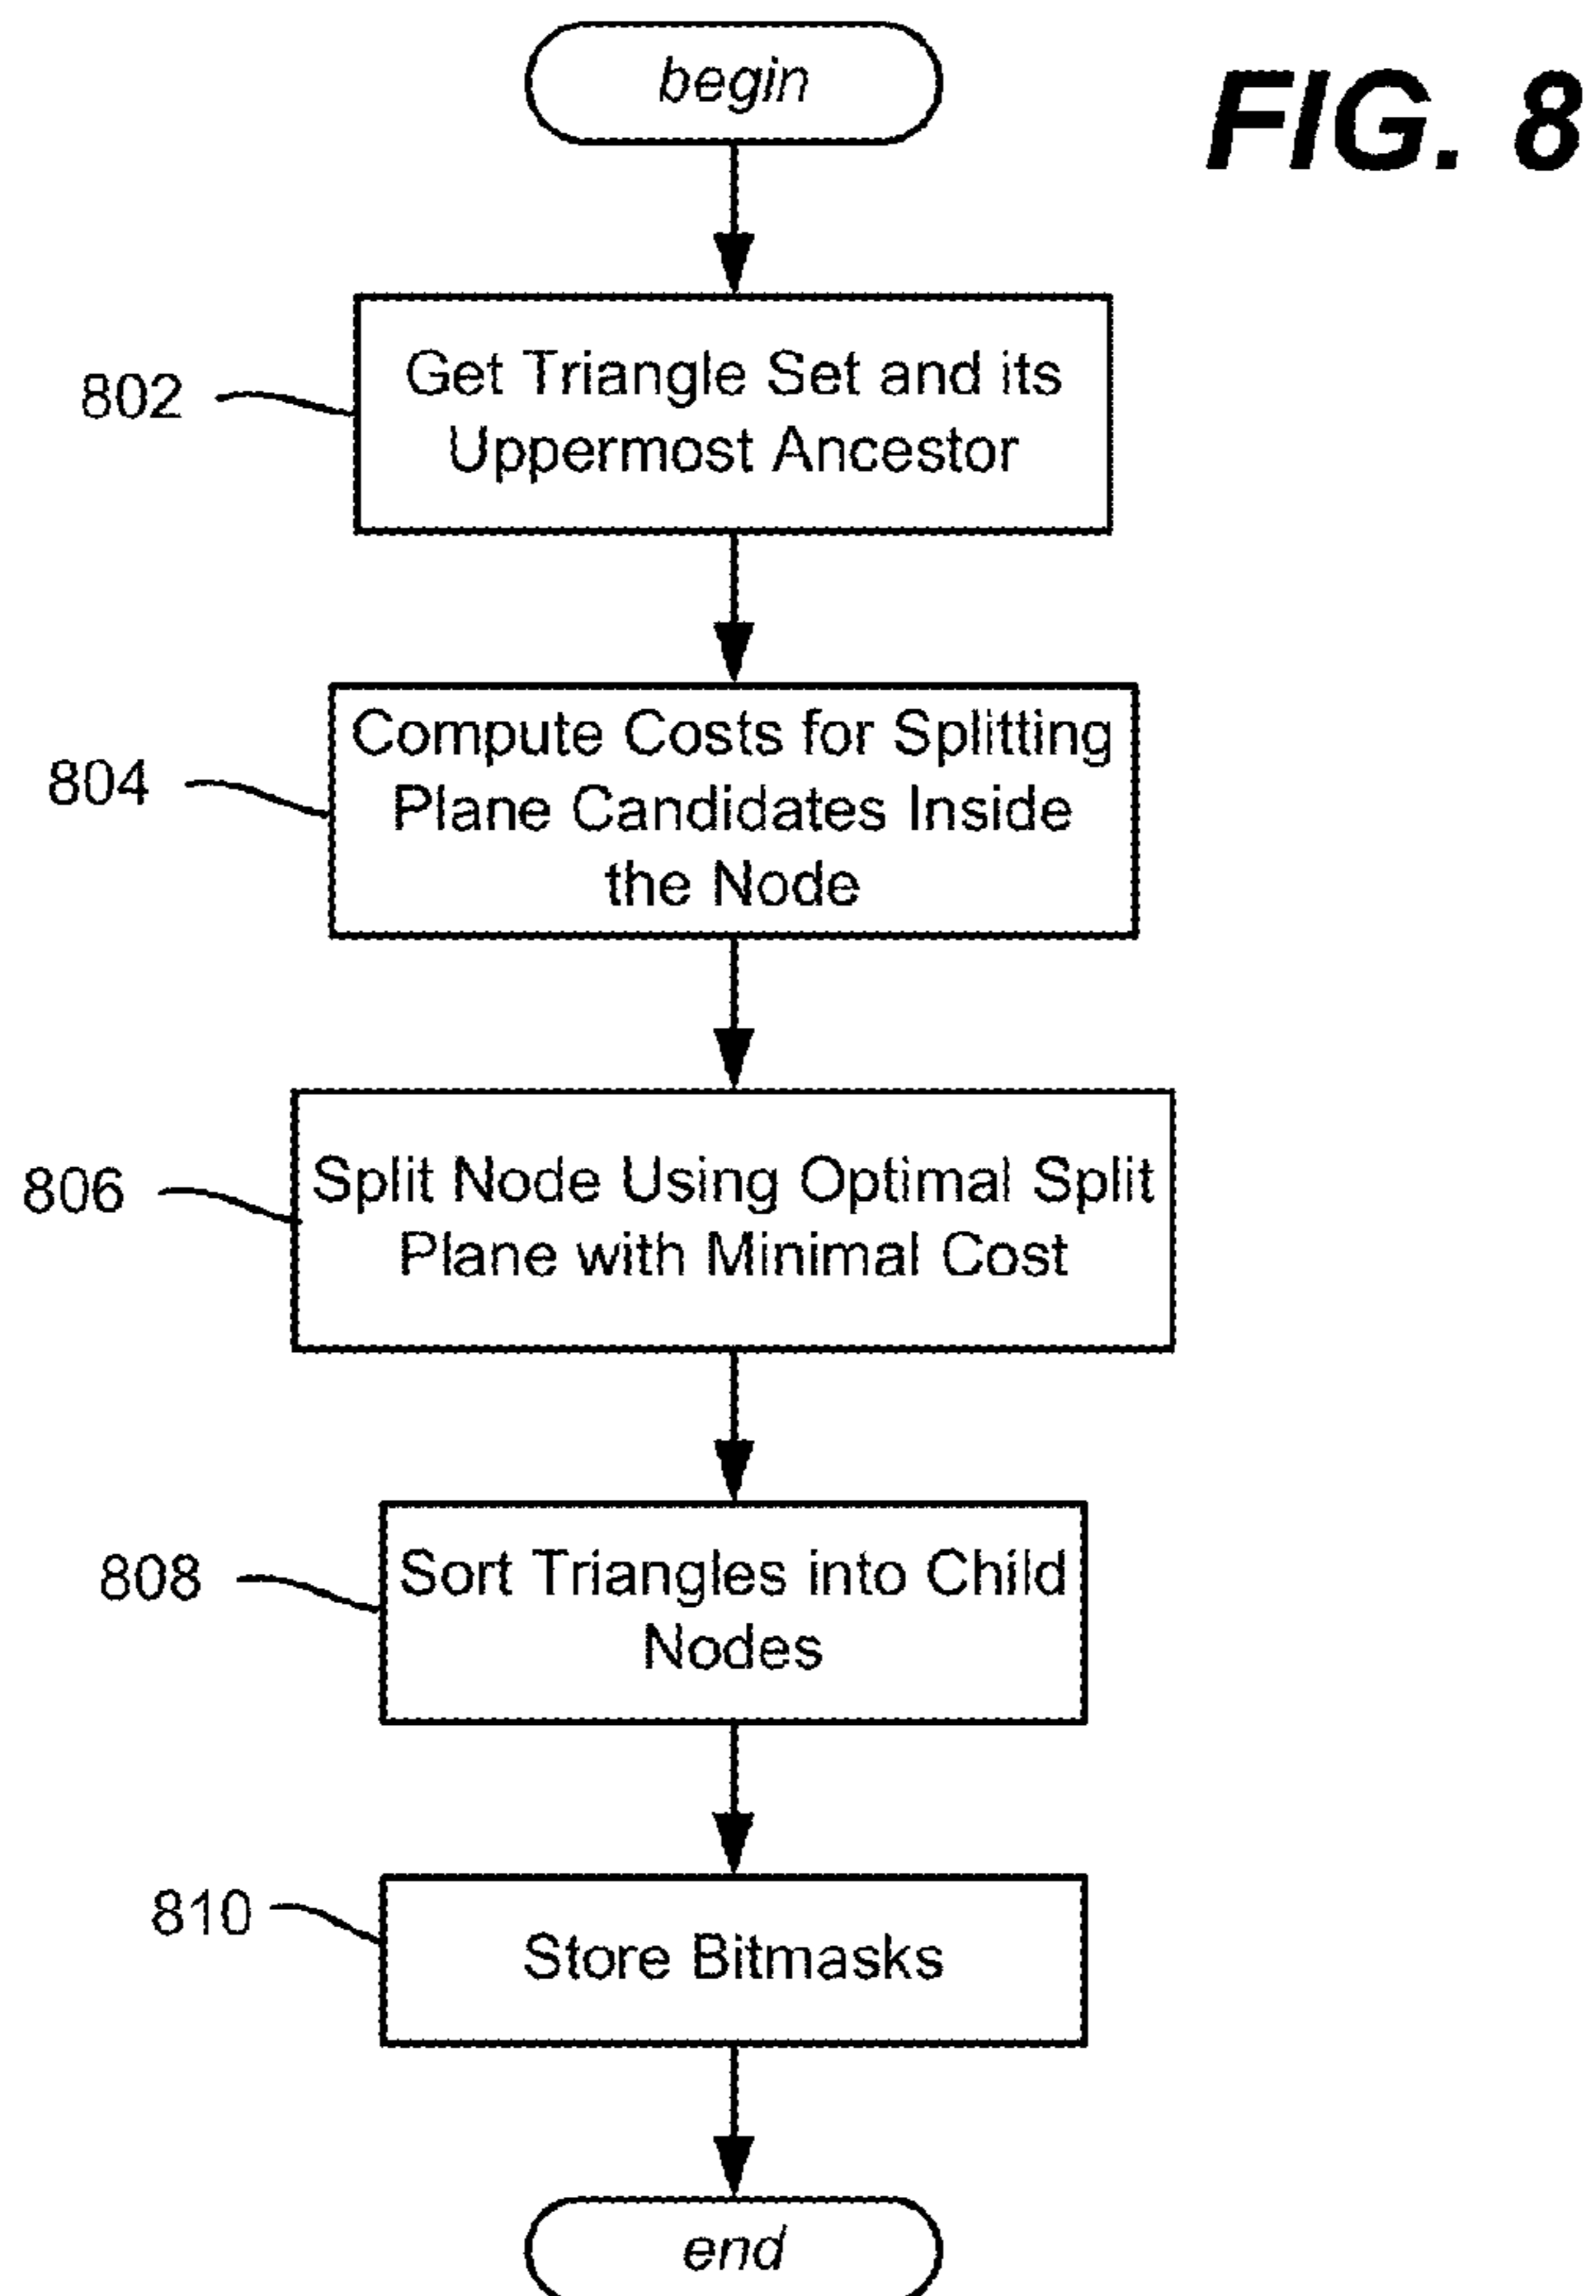 begin
FIG. 8
802
Get Triangle Set and its
Uppermost Ancestor
804
Compute Costs for Splitting
Plane Candidates Inside
the Node
806
Split Node Using Optimal Split
Plane with Minimal Cost
808
Sort Triangles into Child
Nodes
810
Store Bitmasks
end